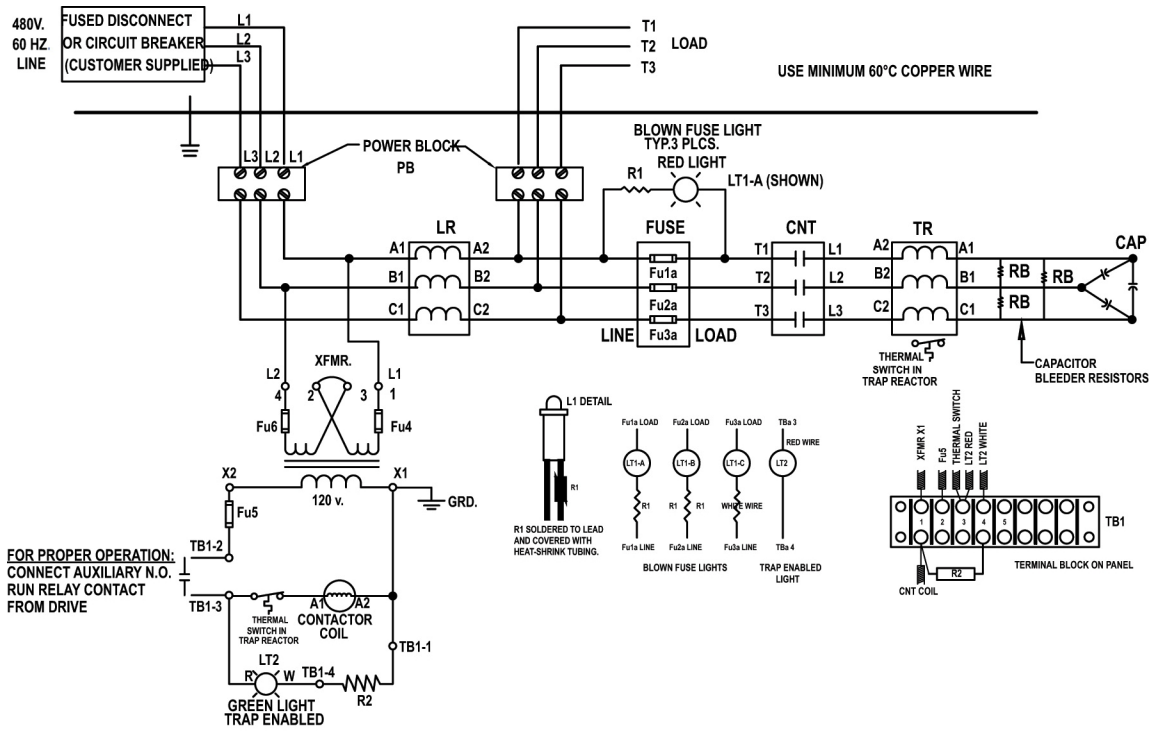 480V.
60 HZ.
LINE
FUSED DISCONNECT
OR CIRCUIT BREAKER
(CUSTOMER SUPPLIED)
L1
L2
L3
T1
T2
T3
LOAD
USE MINIMUM 60°C COPPER WIRE
L3 L2 L1
POWER BLOCK
PB
BLOWN FUSE LIGHT
TYP.3 PLCS.
RED LIGHT
R1
LT1-A (SHOWN)
LR
FUSE
CNT
TR
CAP
A1 A2
B1 B2
C1 C2
Fu1a
Fu2a
Fu3a
LINE LOAD
T1 L1
T2 L2
T3 L3
A2 A1
B2 B1
C2 C1
RB
RB
RB
THERMAL
SWITCH IN
TRAP REACTOR
CAPACITOR
BLEEDER RESISTORS
XFMR.
L2 L1
4 2 3 1
Fu6 Fu4
X2 X1
120 v.
GRD.
Fu5
TB1-2
FOR PROPER OPERATION:
CONNECT AUXILIARY N.O.
RUN RELAY CONTACT
FROM DRIVE
TB1-3
THERMAL
SWITCH IN
TRAP REACTOR
A1 A2
CONTACTOR
COIL
TB1-1
LT2
R W
TB1-4
R2
GREEN LIGHT
TRAP ENABLED
L1 DETAIL
R1
R1 SOLDERED TO LEAD
AND COVERED WITH
HEAT-SHRINK TUBING.
Fu1a LOAD Fu2a LOAD Fu3a LOAD TBa 3
RED WIRE
LT1-A LT1-B LT1-C LT2
R1 R1 R1 WHITE WIRE
Fu1a LINE Fu2a LINE Fu3a LINE TBa 4
BLOWN FUSE LIGHTS
TRAP ENABLED
LIGHT
XFMR X1
Fu5
THERMAL SWITCH
LT2 RED
LT2 WHITE
1 2 3 4 5
TB1
TERMINAL BLOCK ON PANEL
R2
CNT COIL